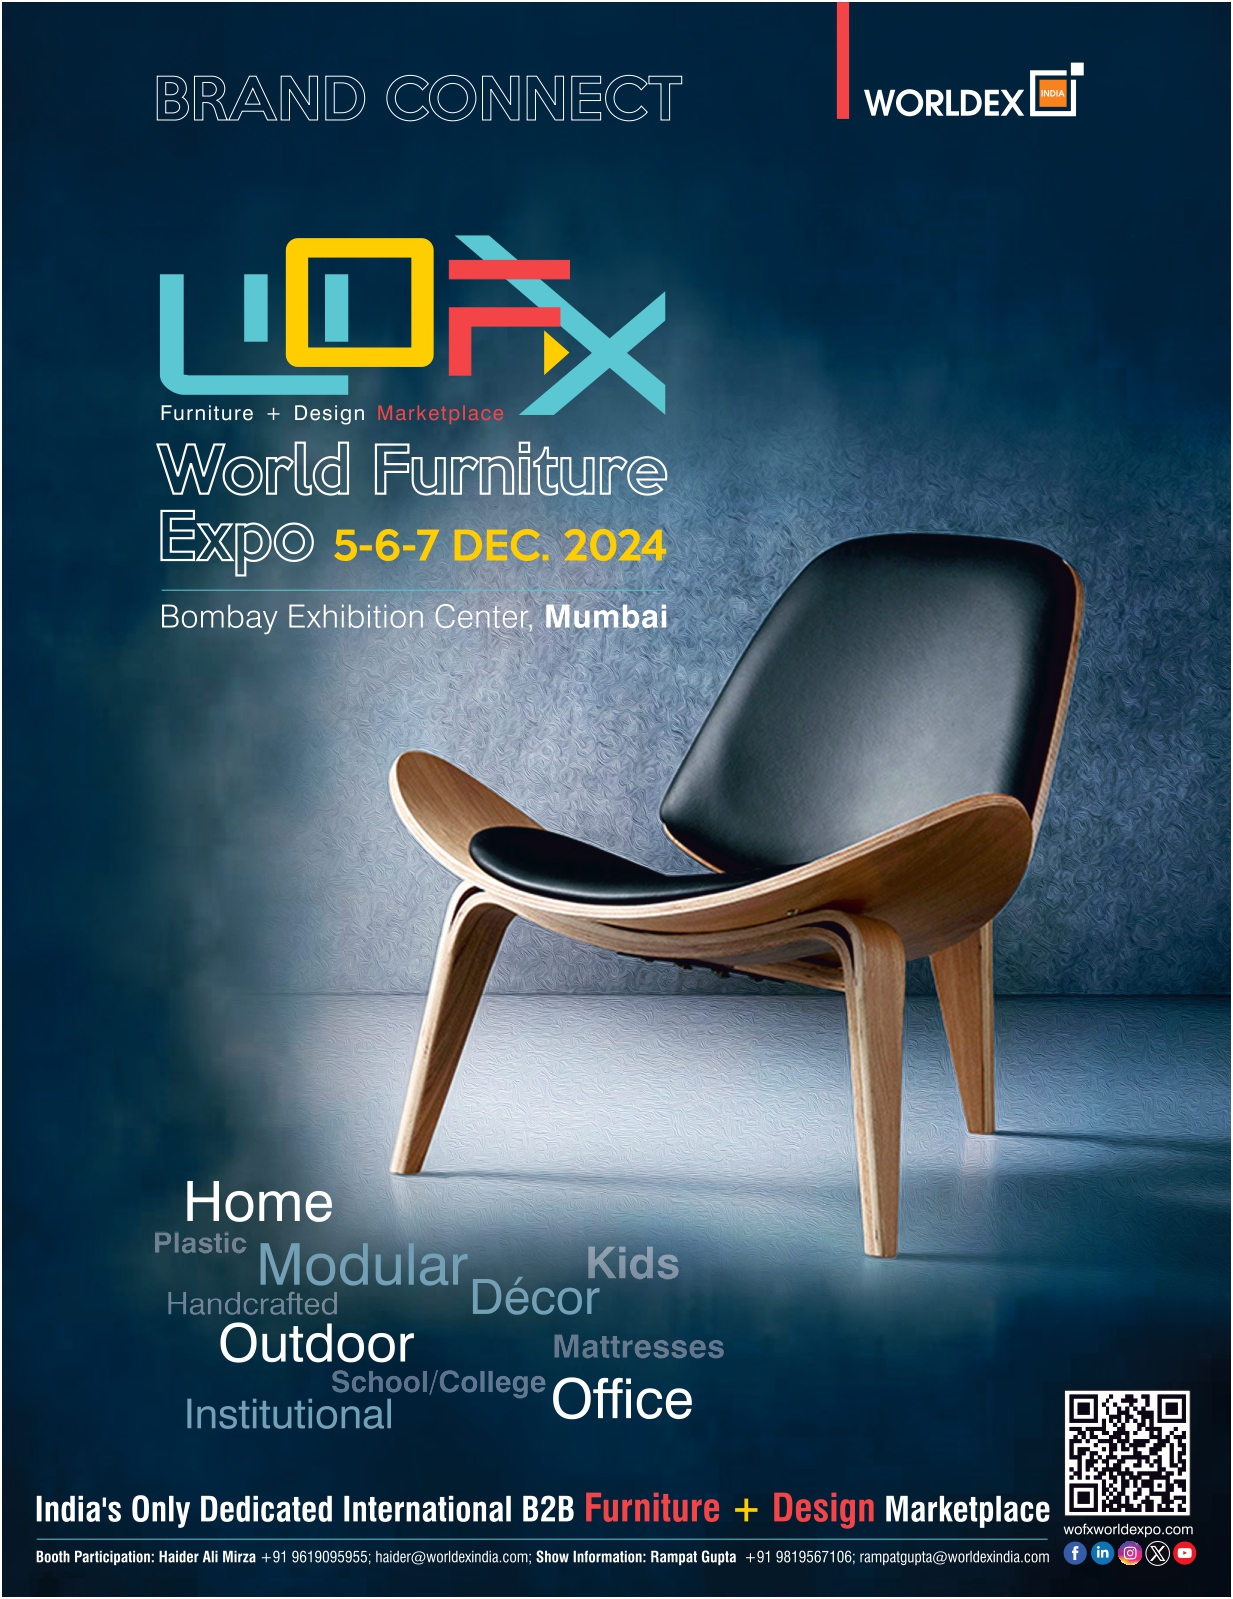 BRAND CONNECT
WORLDEX INDIA
WOFX
Furniture + Design Marketplace
World Furniture
Expo 5-6-7 DEC. 2024
Bombay Exhibition Center, Mumbai
Home
Plastic
Modular
Kids
Handcrafted
Décor
Outdoor
Mattresses
School/College
Office
Institutional
India's Only Dedicated International B2B Furniture + Design Marketplace
wofxworldexpo.com
Booth Participation: Haider Ali Mirza +91 9619095955; haider@worldexindia.com; Show Information: Rampat Gupta +91 9819567106; rampatgupta@worldexindia.com